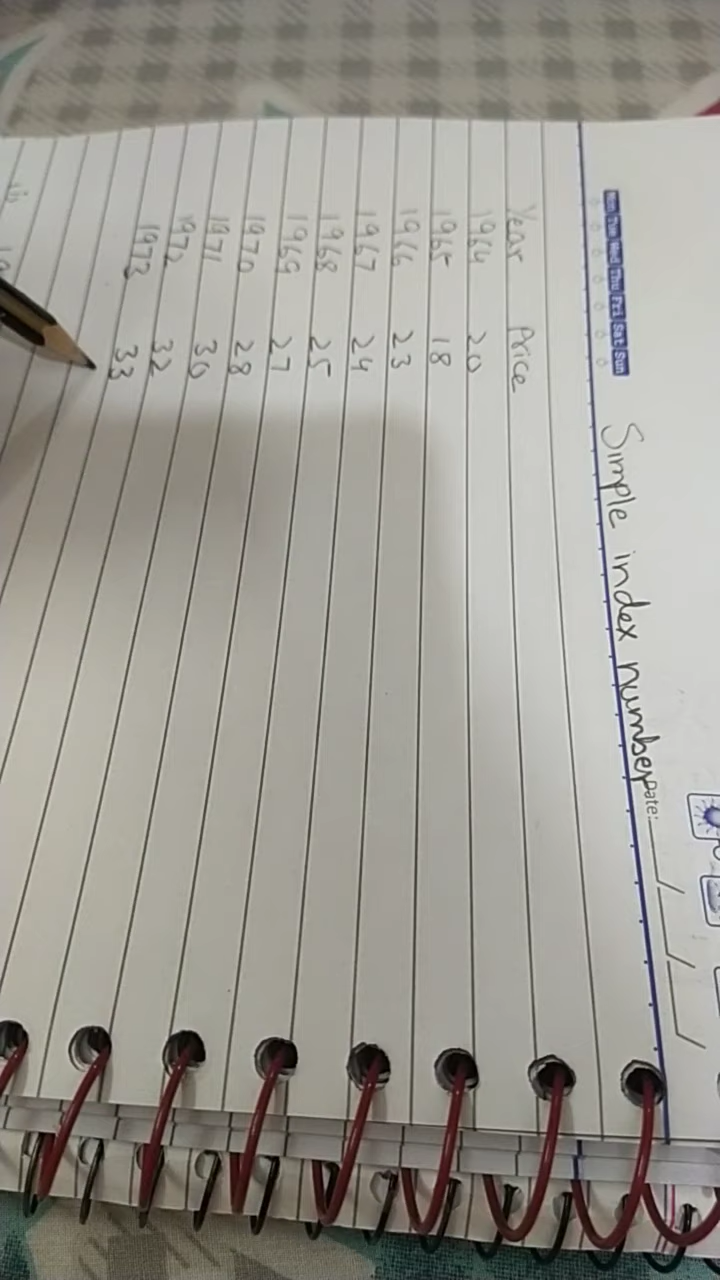 Mon Tue Wed Thu Fri Sat Sun
Simple index number
Date:
Year Price
1964 20
1965 18
1966 23
1967 24
1968 25
1969 27
1970 28
1971 30
1972 32
1973 33